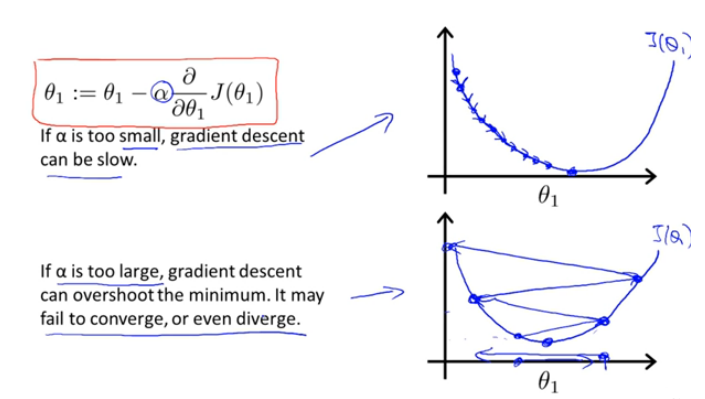 θ₁ := θ₁ − α ∂/∂θ₁ J(θ₁)
If α is too small, gradient descent
can be slow.
J(θ₁)
θ₁
If α is too large, gradient descent
can overshoot the minimum. It may
fail to converge, or even diverge.
J(θ)
θ₁